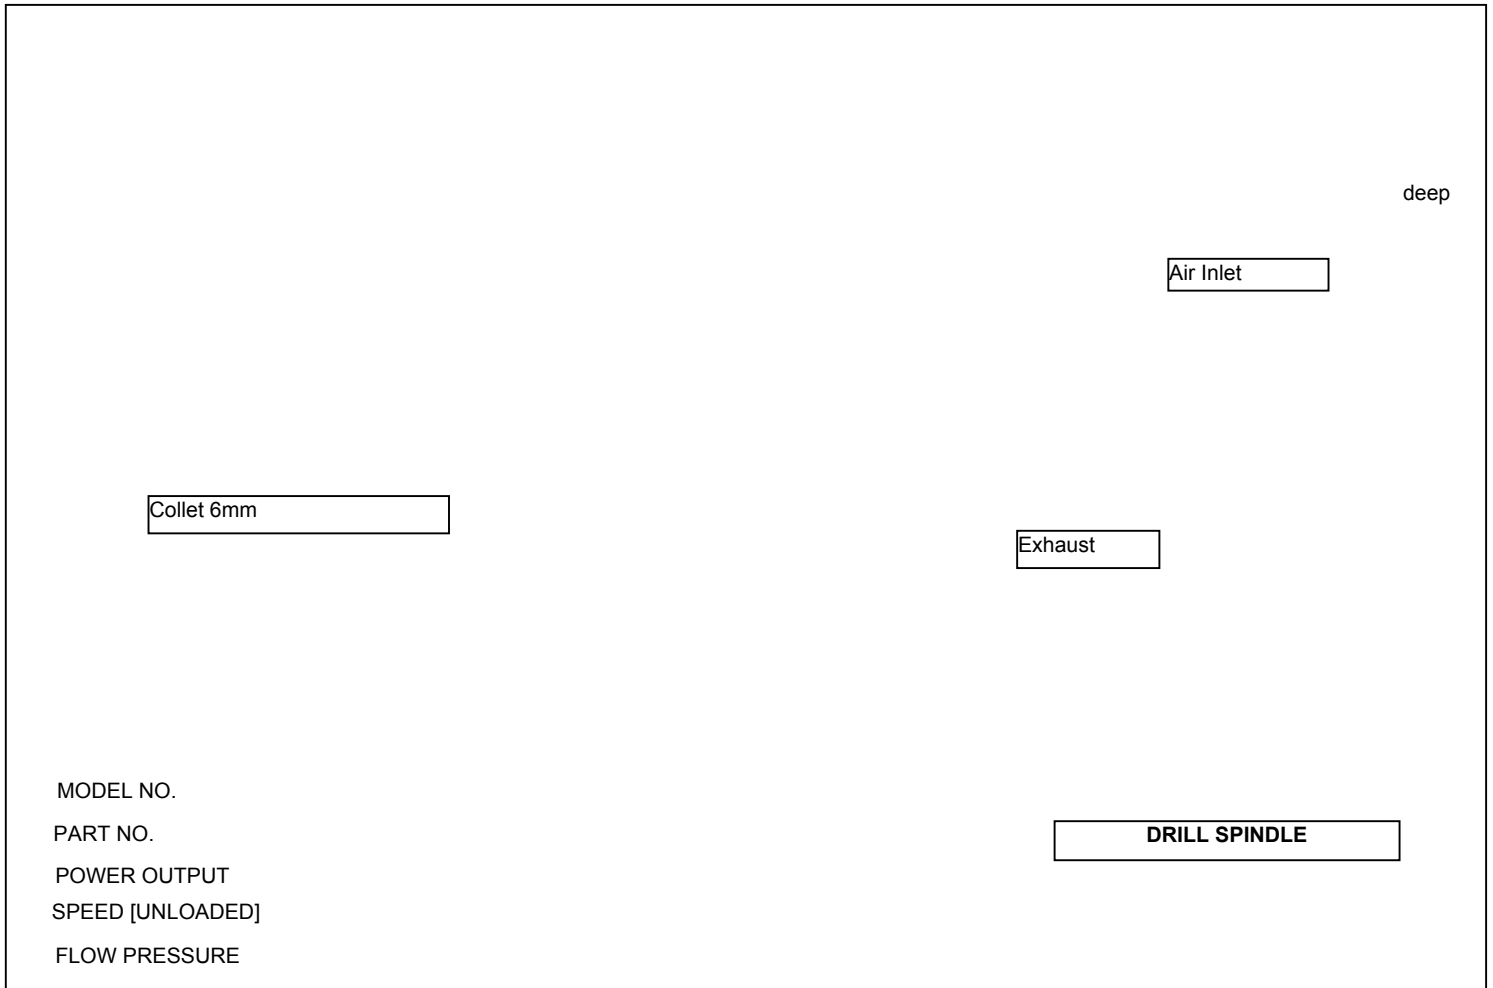 deep
Air Inlet
Collet 6mm
Exhaust
MODEL NO.
PART NO.
DRILL SPINDLE
POWER OUTPUT
SPEED [UNLOADED]
FLOW PRESSURE